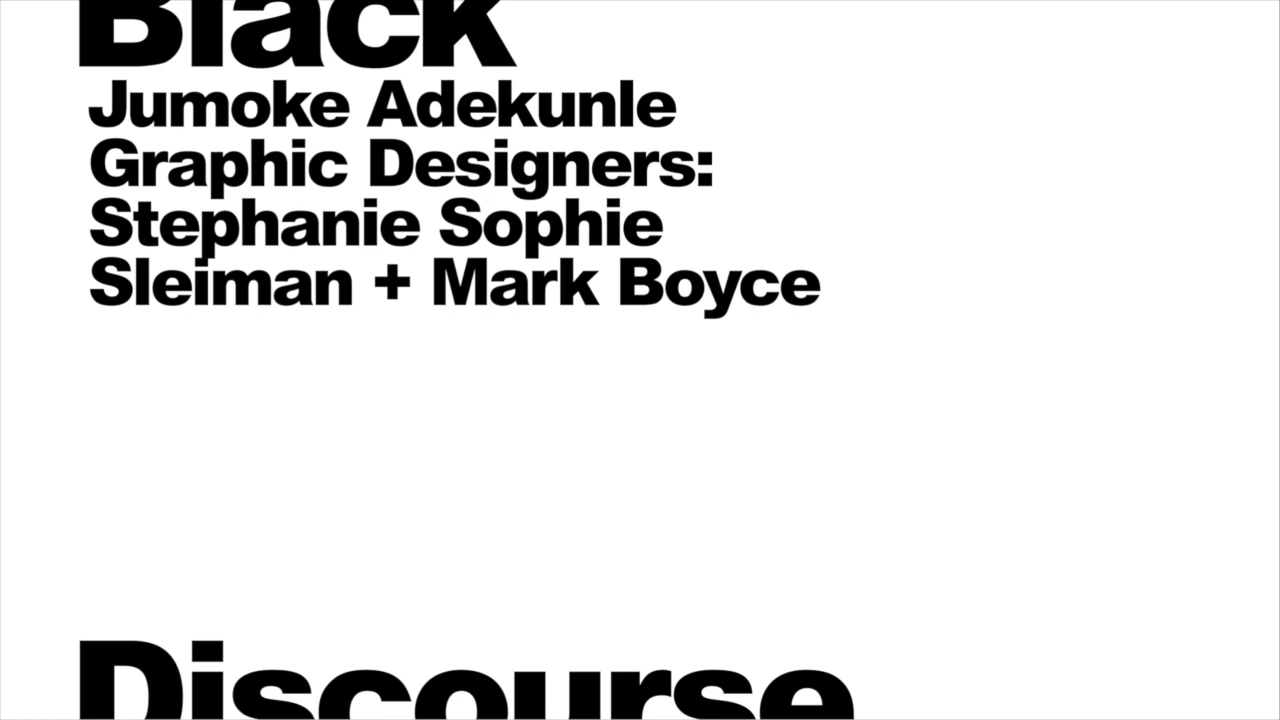 Black
Jumoke Adekunle
Graphic Designers:
Stephanie Sophie
Sleiman + Mark Boyce
Discourse